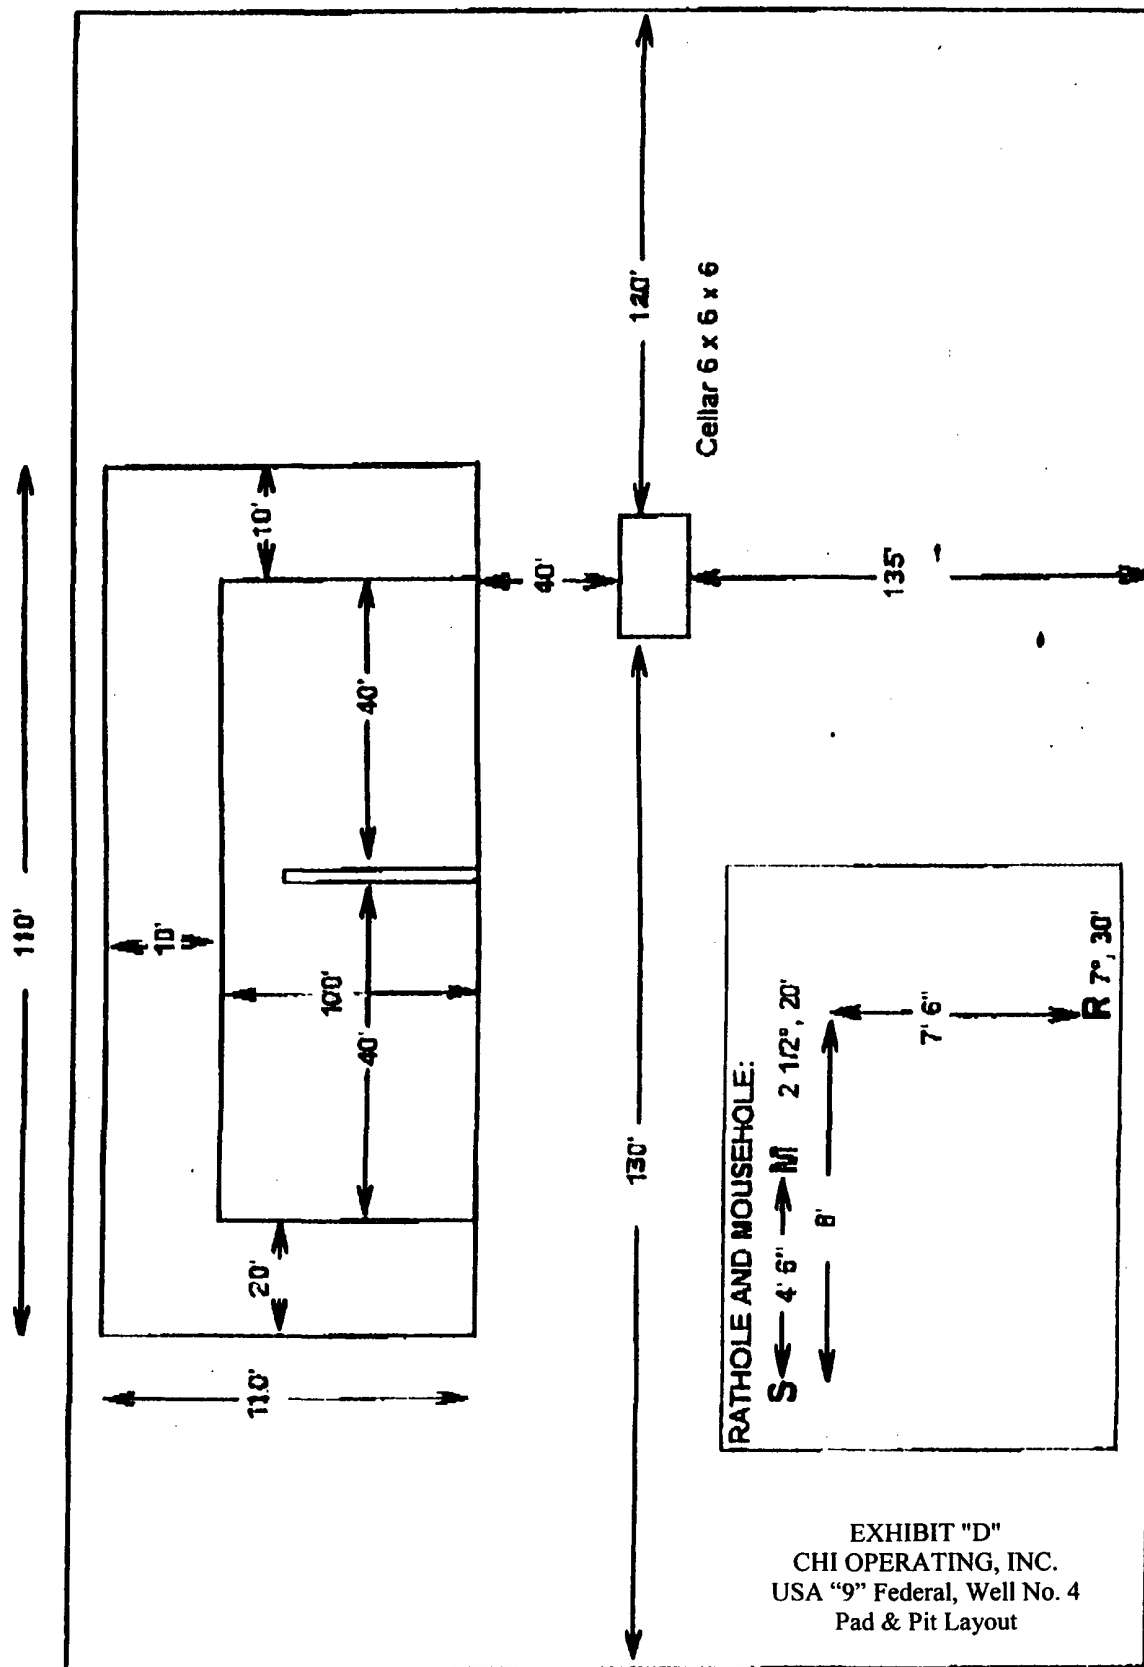 110'
10'
10'
40'
100'
40'
20'
110'
40'
120'
Cellar 6 x 6 x 6
135'
130'
RATHOLE AND MOUSEHOLE:
S 4' 6" M 2 1/2°, 20'
8'
7' 6"
R 7°, 30'
EXHIBIT "D"
CHI OPERATING, INC.
USA “9” Federal, Well No. 4
Pad & Pit Layout